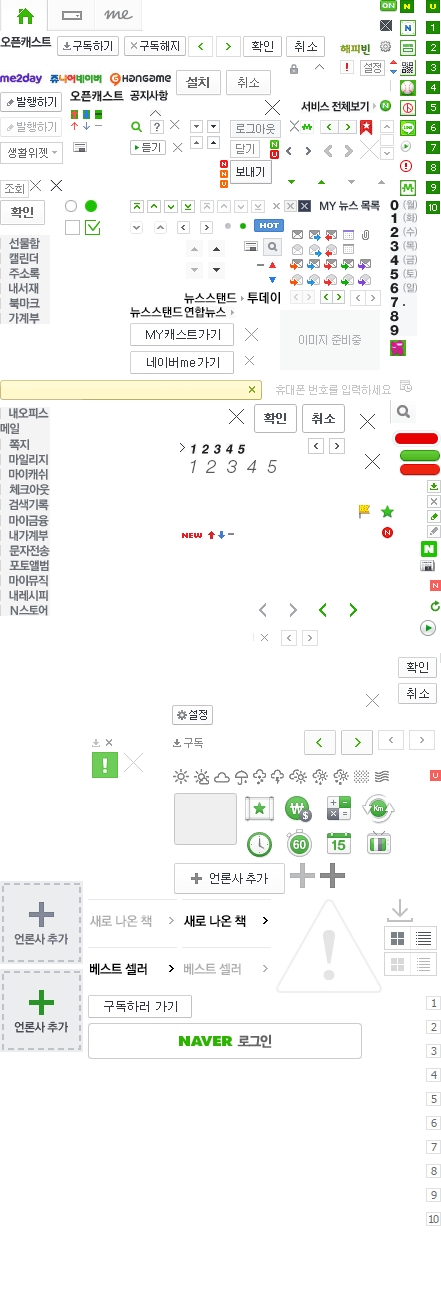 me
ON N U
오픈캐스트 구독하기 구독해지 확인 취소 해피빈 N 1
2
me2day 쥬니어네이버 HANGAME 설치 취소 설정 3
발행하기 오픈캐스트 공지사항 서비스 전체보기 N 4
5
발행하기 ? 로그아웃 LINE 6
생활위젯 듣기 닫기 N U 7
N N U 보내기 8
조회 M 9
확인 MY 뉴스 목록 0 (월) 10
1 (화)
HOT 2 (수)
선물함 3 (목)
캘린더 4 (금)
주소록 5 (토)
내서재 6 (일)
북마크 뉴스스탠드 투데이 7 .
가계부 뉴스스탠드 연합뉴스 8
MY캐스트가기 이미지 준비중 9
네이버me가기
휴대폰 번호를 입력하세요
내오피스 확인 취소
메일
쪽지 1 2 3 4 5
마일리지 1 2 3 4 5
마이캐쉬
체크아웃
검색기록
마이금융
내가계부 NEW N
문자전송 N
포토앨범
마이뮤직 N
내레시피
N스토어
확인
취소
설정
구독
U
₩ $ Km
60 15
언론사 추가
언론사 추가 새로 나온 책 새로 나온 책
베스트 셀러 베스트 셀러
언론사 추가 구독하러 가기 1
NAVER 로그인 2
3
4
5
6
7
8
9
10